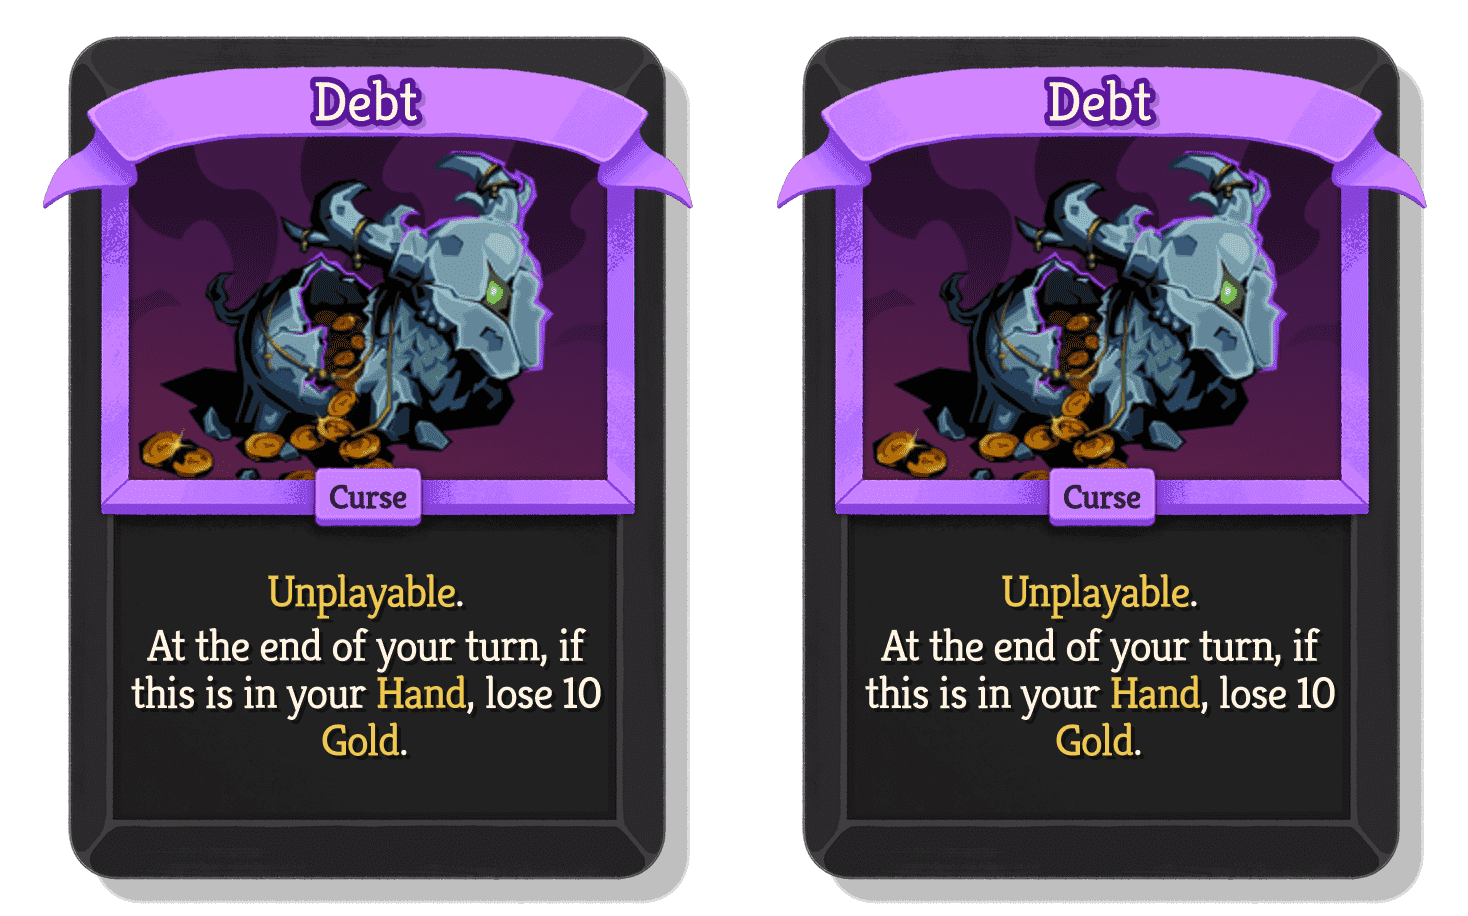 Debt
Curse
Unplayable.
At the end of your turn, if
this is in your Hand, lose 10
Gold.
Debt
Curse
Unplayable.
At the end of your turn, if
this is in your Hand, lose 10
Gold.